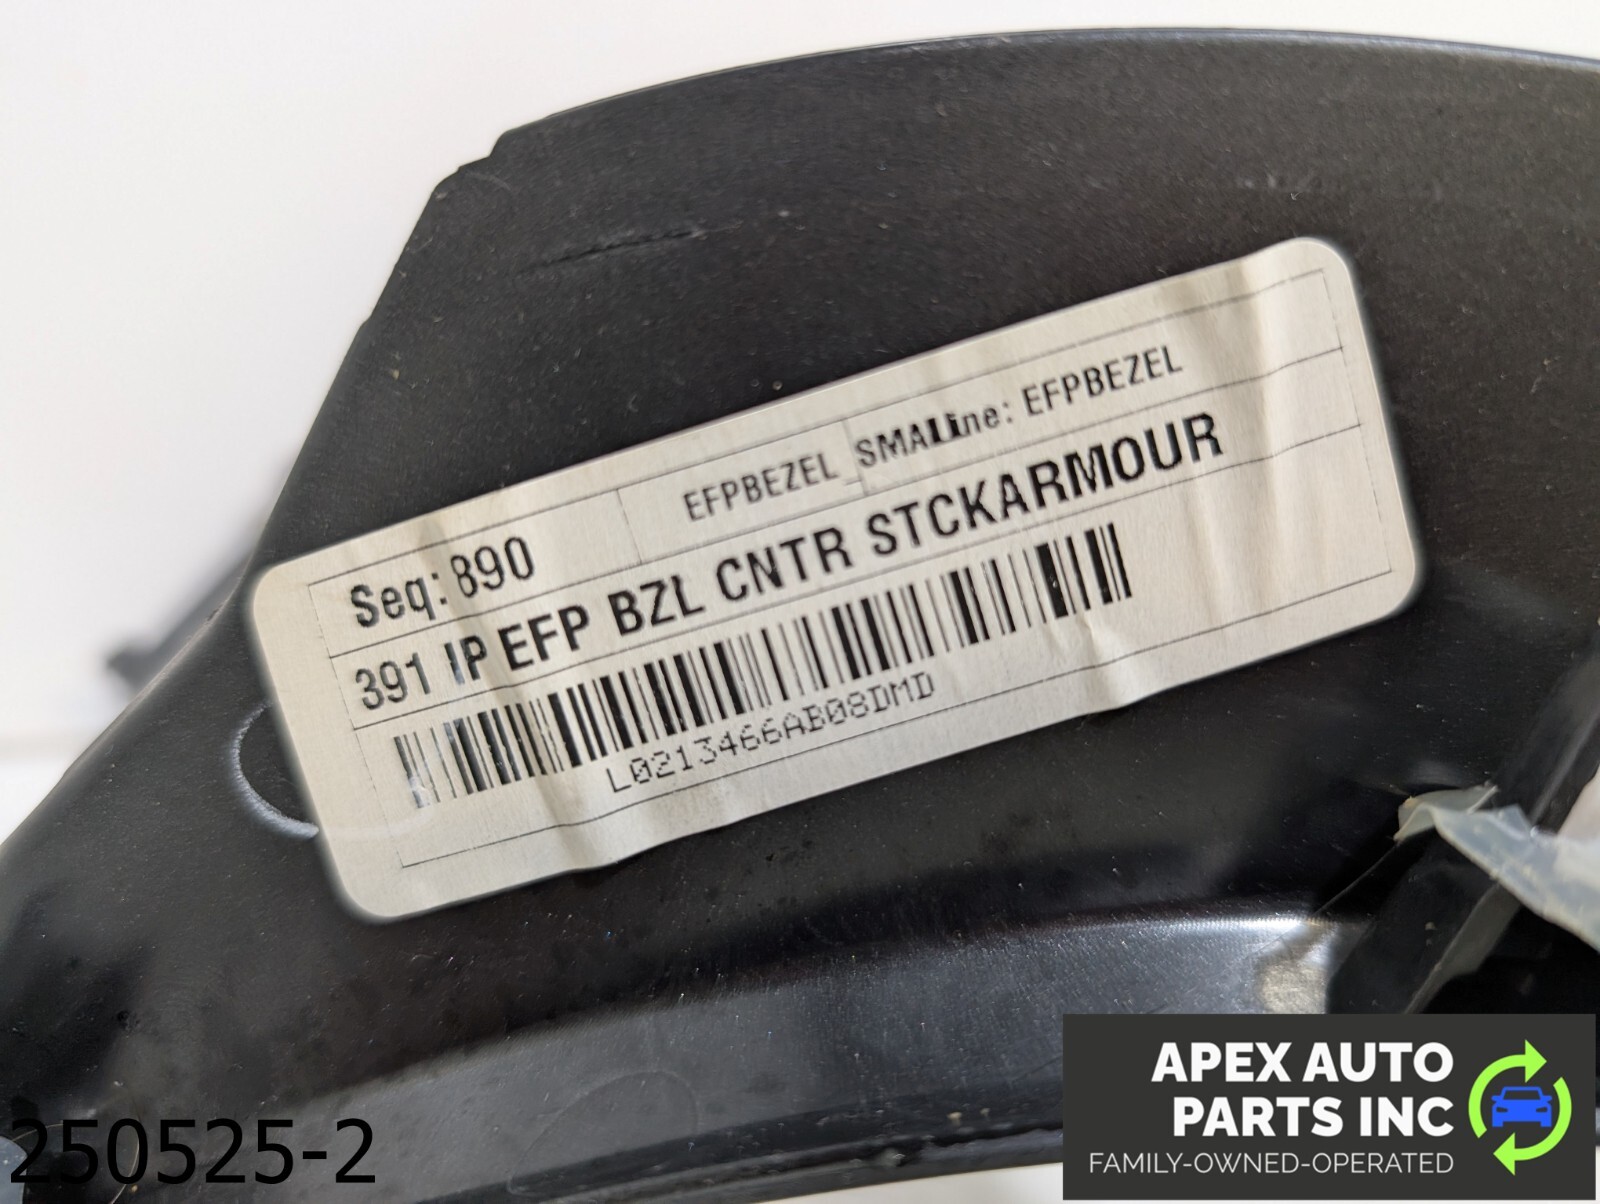 Seq: 890
EFPBEZEL
SMALine: EFPBEZEL
391 IP EFP BZL CNTR STCKARMOUR
L0213466AB08DMD
250525-2
APEX AUTO
PARTS INC
FAMILY-OWNED-OPERATED